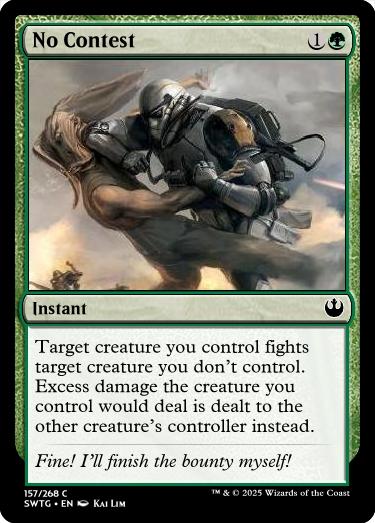 No Contest 1
Instant
Target creature you control fights
target creature you don't control.
Excess damage the creature you
control would deal is dealt to the
other creature's controller instead.
Fine! I'll finish the bounty myself!
157/268 C
SWTG • EN Kai Lim
™ & © 2025 Wizards of the Coast